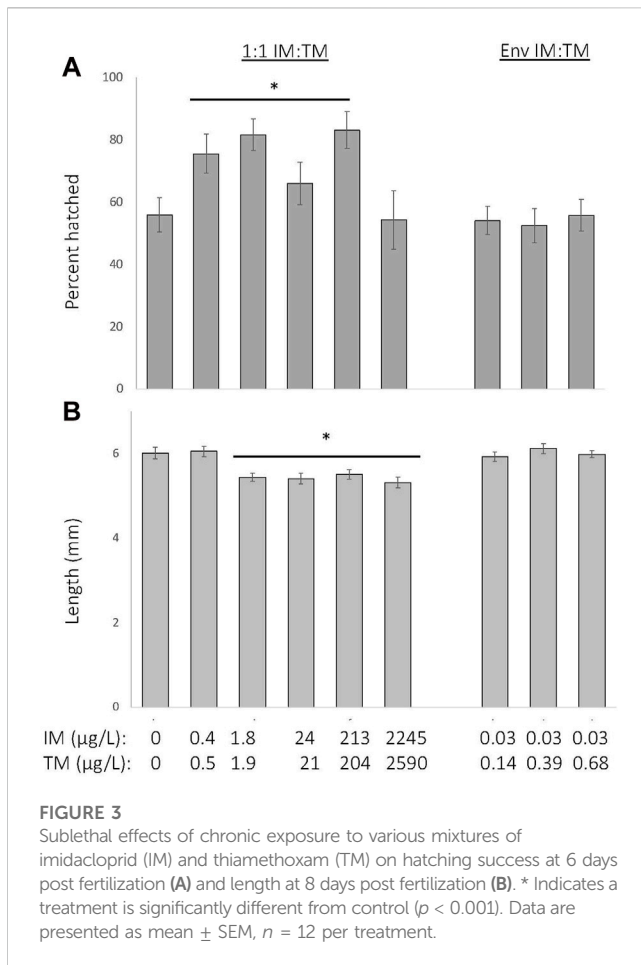 1:1 IM:TM Env IM:TM
A
*
100
80
60
40
20
0
Percent hatched
B
*
6
4
2
0
Length (mm)
IM (µg/L): 0 0.4 1.8 24 213 2245 0.03 0.03 0.03
TM (µg/L): 0 0.5 1.9 21 204 2590 0.14 0.39 0.68
FIGURE 3
Sublethal effects of chronic exposure to various mixtures of
imidacloprid (IM) and thiamethoxam (TM) on hatching success at 6 days
post fertilization (A) and length at 8 days post fertilization (B). * Indicates a
treatment is significantly different from control (p < 0.001). Data are
presented as mean ± SEM, n = 12 per treatment.